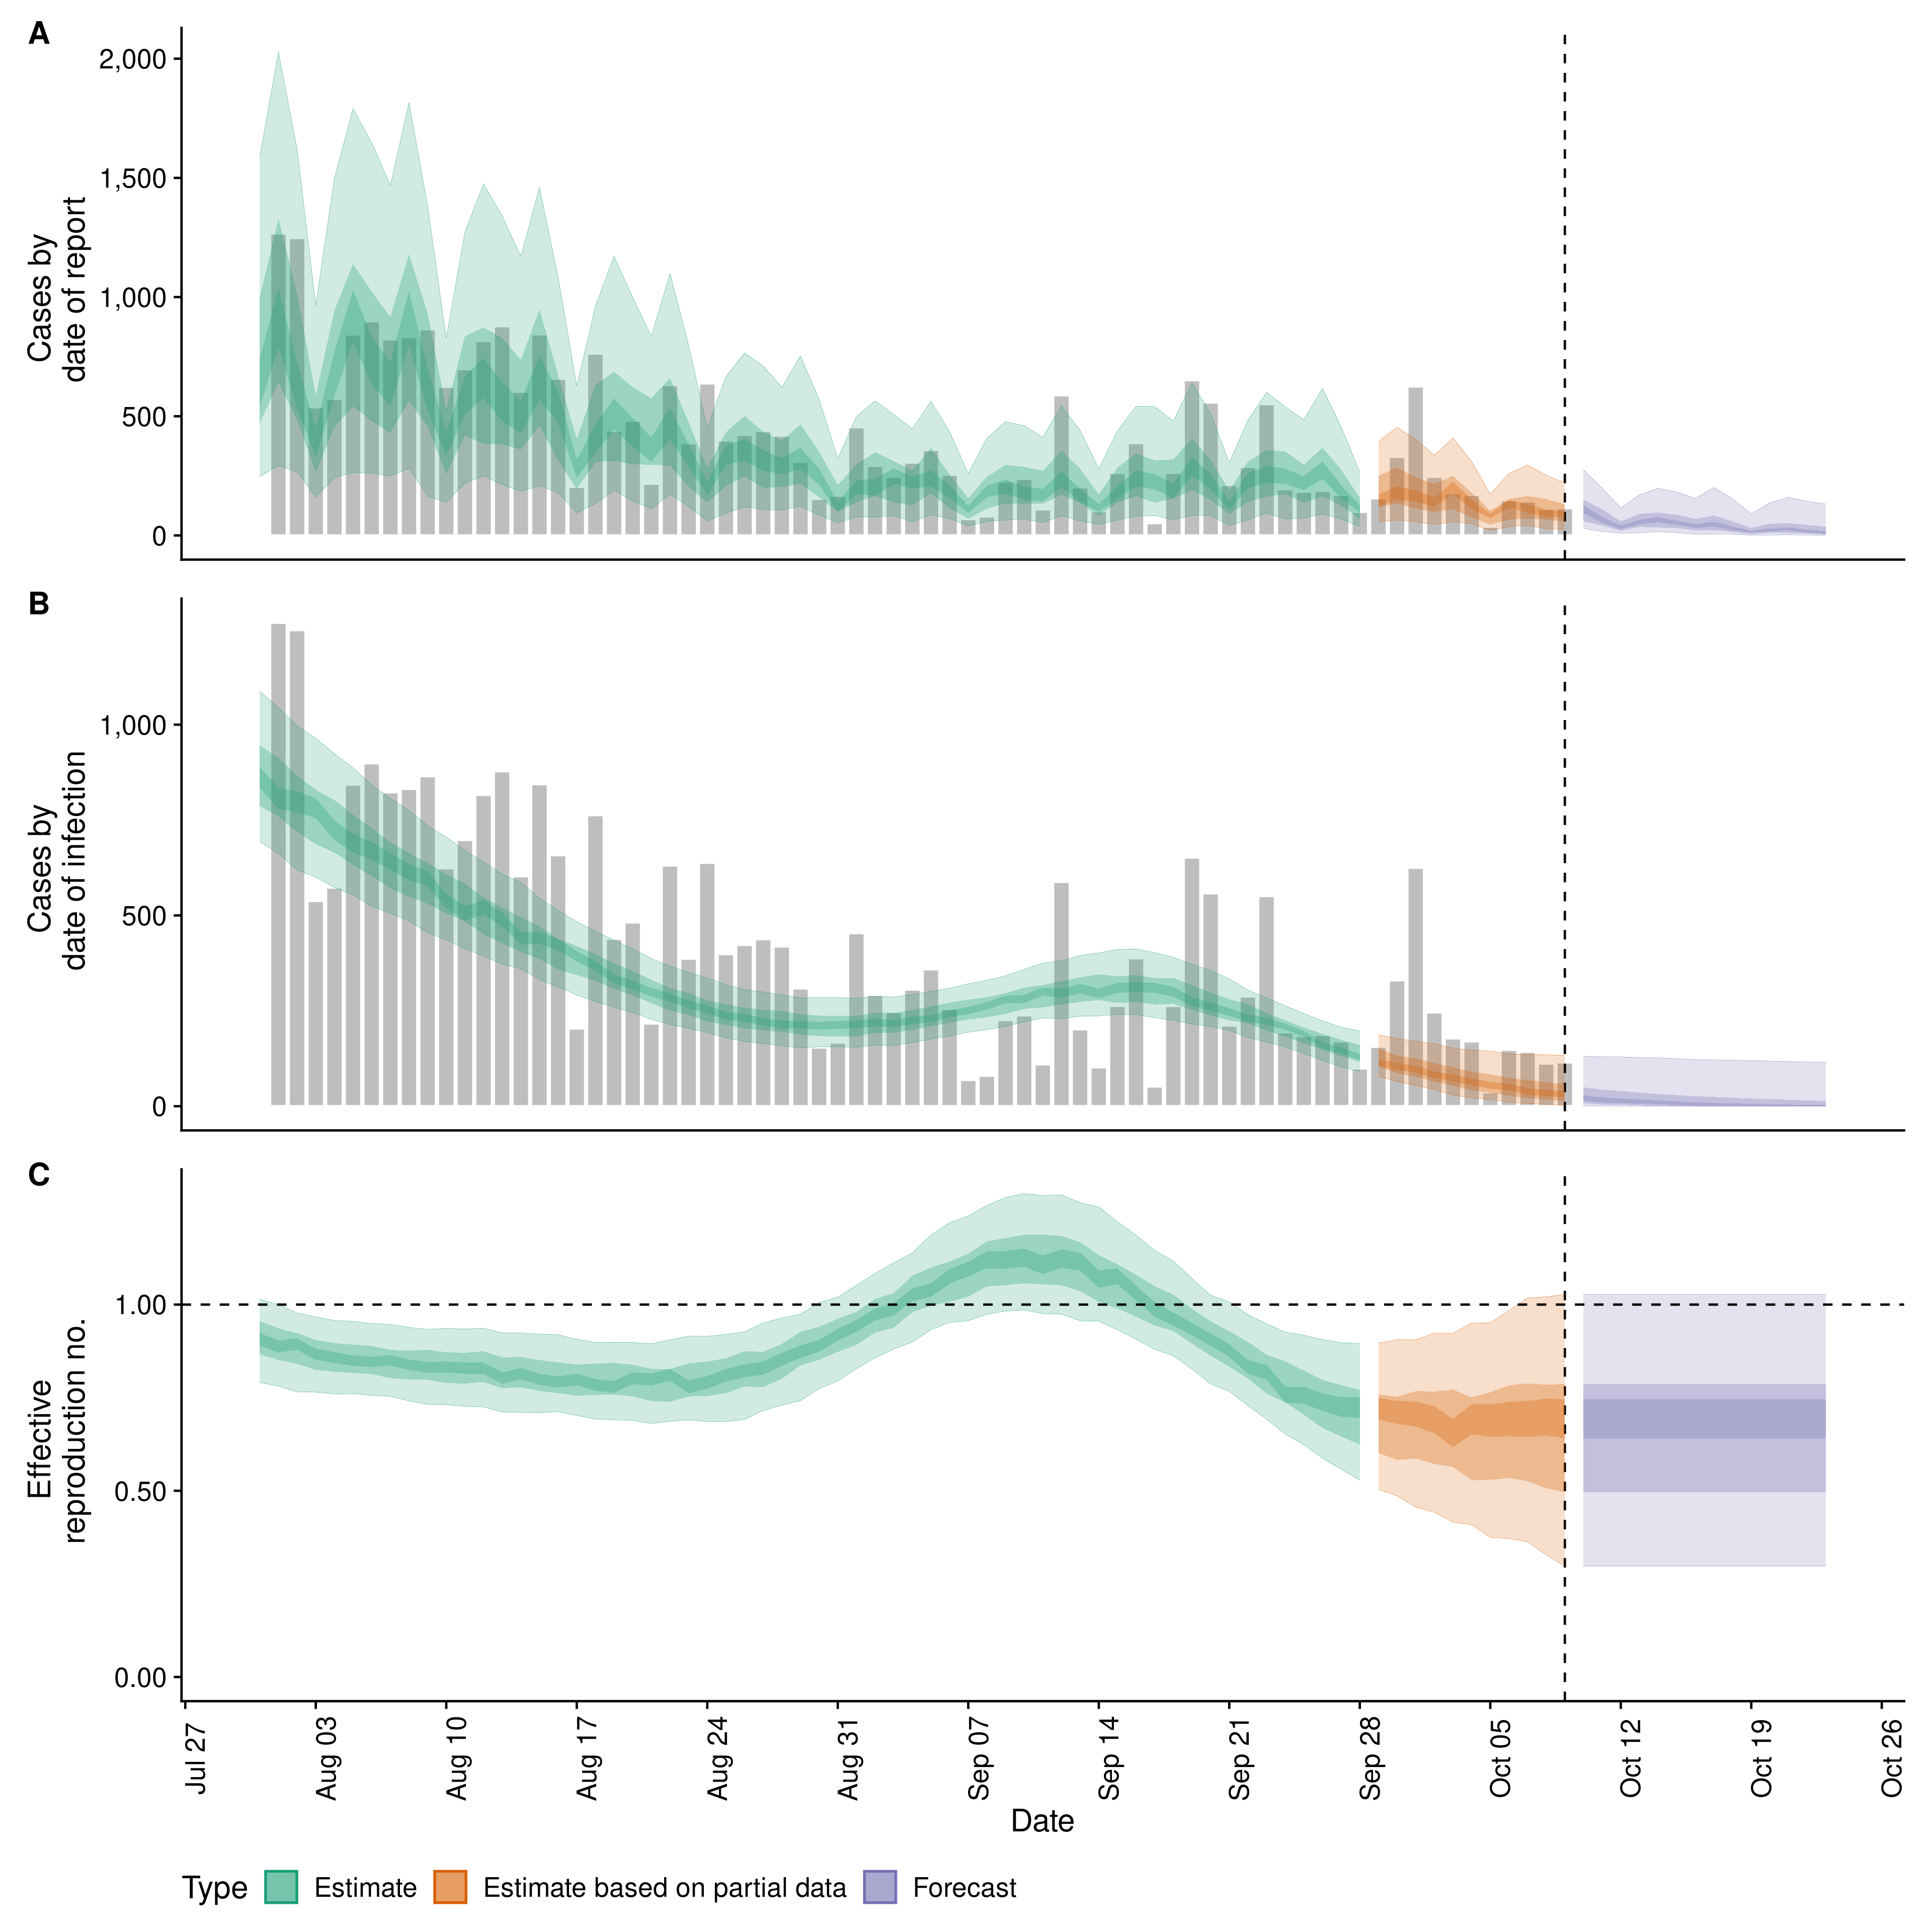 A
Cases by
date of report
2,000
1,500
1,000
500
0
B
Cases by
date of infection
1,000
500
0
C
Effective
reproduction no.
1.00
0.50
0.00
Jul 27
Aug 03
Aug 10
Aug 17
Aug 24
Aug 31
Sep 07
Sep 14
Sep 21
Sep 28
Oct 05
Oct 12
Oct 19
Oct 26
Date
Type Estimate Estimate based on partial data Forecast